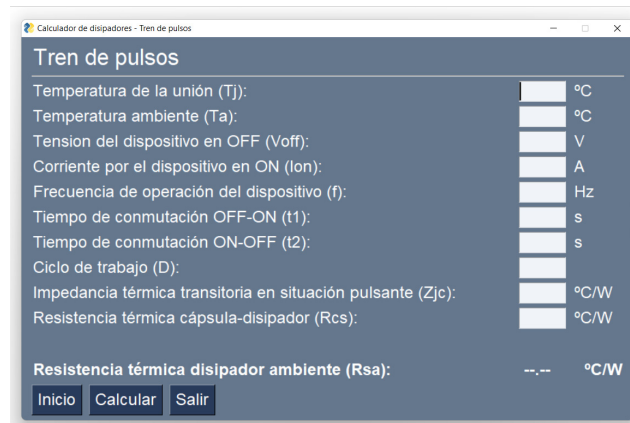 Calculador de disipadores - Tren de pulsos
Tren de pulsos
Temperatura de la unión (Tj): ºC
Temperatura ambiente (Ta): ºC
Tension del dispositivo en OFF (Voff): V
Corriente por el dispositivo en ON (Ion): A
Frecuencia de operación del dispositivo (f): Hz
Tiempo de conmutación OFF-ON (t1): s
Tiempo de conmutación ON-OFF (t2): s
Ciclo de trabajo (D):
Impedancia térmica transitoria en situación pulsante (Zjc): ºC/W
Resistencia térmica cápsula-disipador (Rcs): ºC/W
Resistencia térmica disipador ambiente (Rsa): --.-- ºC/W
Inicio Calcular Salir